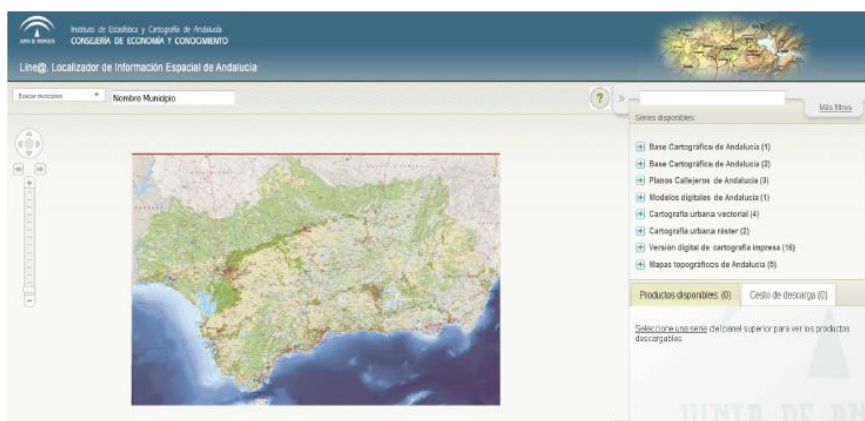 Instituto de Estadística y Cartografía de Andalucía
CONSEJERÍA DE ECONOMÍA Y CONOCIMIENTO
JUNTA DE ANDALUCIA
Line@. Localizador de Información Espacial de Andalucía
Buscar municipios
Nombre Municipio
?
»
Más filtros
Series disponibles:
Base Cartográfica de Andalucía (1)
Base Cartográfica de Andalucía (2)
Planos Callejeros de Andalucía (3)
Modelos digitales de Andalucía (1)
Cartografía urbana vectorial (4)
Cartografía urbana ráster (2)
Versión digital de cartografía impresa (16)
Mapas topográficos de Andalucía (5)
Productos disponibles: (0)
Cesto de descarga (0)
Seleccione una serie del panel superior para ver los productos
descargables
JUNTA DE AN